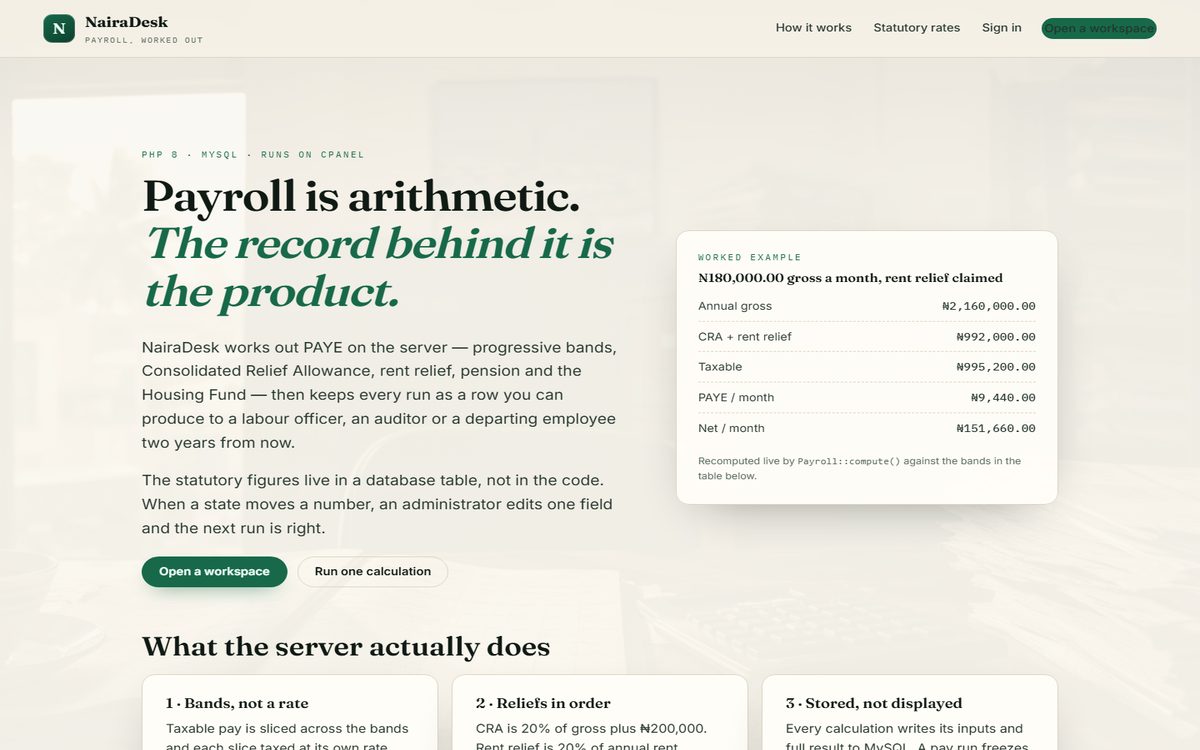 N
NairaDesk
PAYROLL, WORKED OUT
How it works
Statutory rates
Sign in
Open a workspace
PHP 8 · MYSQL · RUNS ON CPANEL
Payroll is arithmetic.
The record behind it is
the product.
NairaDesk works out PAYE on the server — progressive bands,
Consolidated Relief Allowance, rent relief, pension and the
Housing Fund — then keeps every run as a row you can
produce to a labour officer, an auditor or a departing employee
two years from now.
The statutory figures live in a database table, not in the code.
When a state moves a number, an administrator edits one field
and the next run is right.
Open a workspace
Run one calculation
WORKED EXAMPLE
N180,000.00 gross a month, rent relief claimed
Annual gross ₦2,160,000.00
CRA + rent relief ₦992,000.00
Taxable ₦995,200.00
PAYE / month ₦9,440.00
Net / month ₦151,660.00
Recomputed live by Payroll::compute() against the bands in the
table below.
What the server actually does
1 · Bands, not a rate
Taxable pay is sliced across the bands
and each slice taxed at its own rate
2 · Reliefs in order
CRA is 20% of gross plus ₦200,000.
Rent relief is 20% of annual rent
3 · Stored, not displayed
Every calculation writes its inputs and
full result to MySQL. A pay run freezes